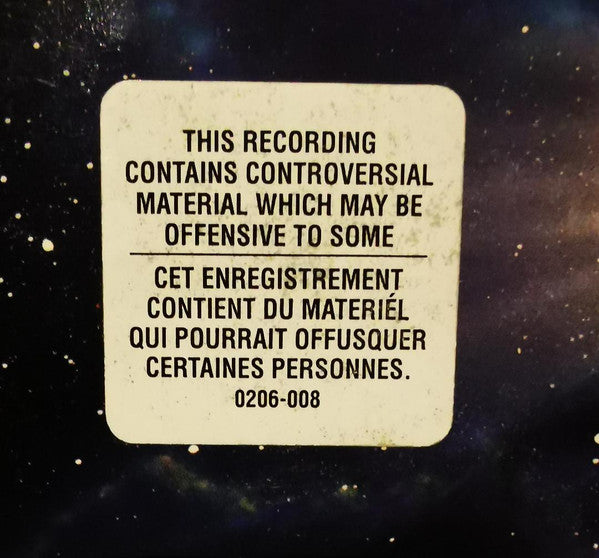 THIS RECORDING
CONTAINS CONTROVERSIAL
MATERIAL WHICH MAY BE
OFFENSIVE TO SOME
CET ENREGISTREMENT
CONTIENT DU MATERIÉL
QUI POURRAIT OFFUSQUER
CERTAINES PERSONNES.
0206-008